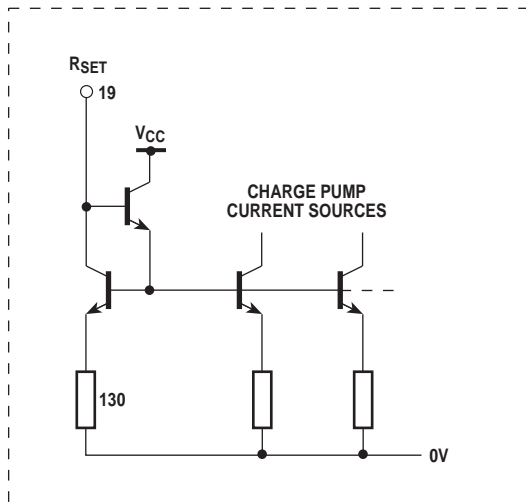 RSET
19
VCC
CHARGE PUMP
CURRENT SOURCES
130
0V